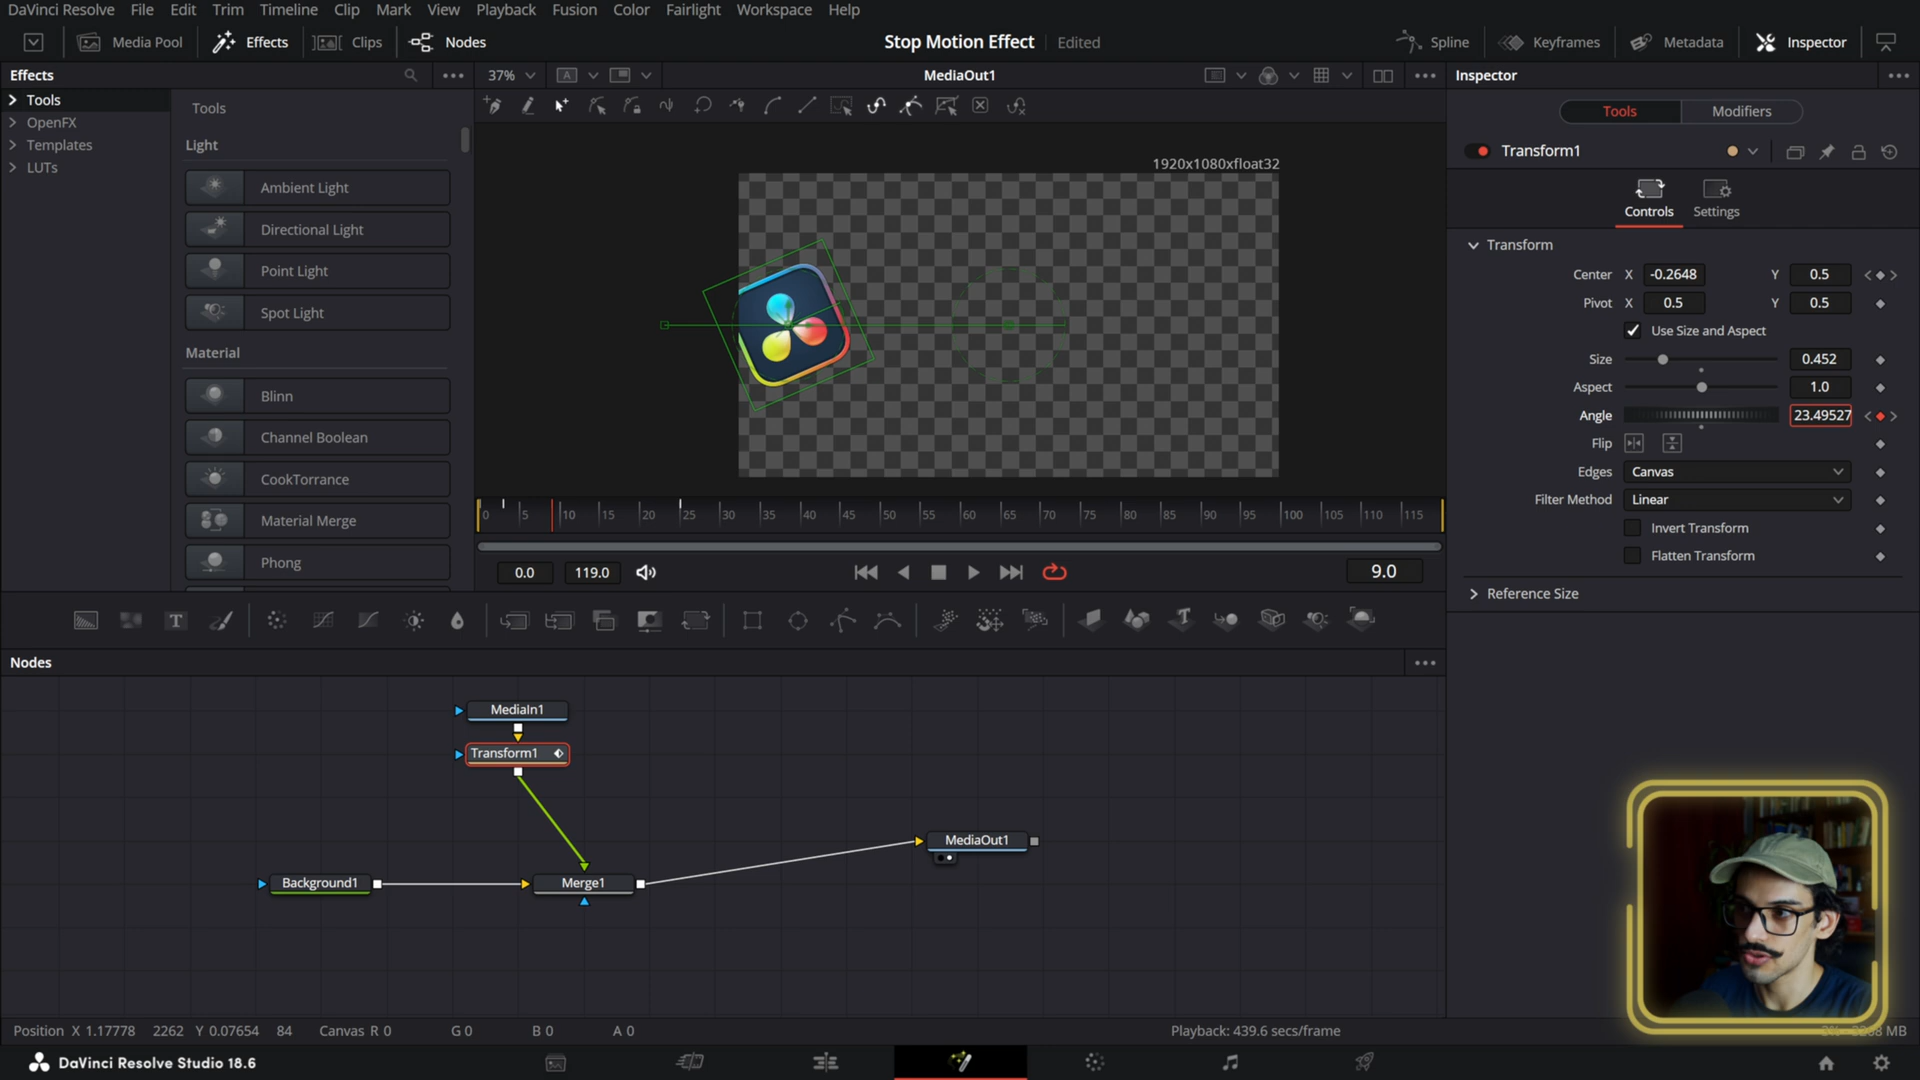 DaVinci Resolve File Edit Trim Timeline Clip Mark View Playback Fusion Color Fairlight Workspace Help
Media Pool Effects Clips Nodes Stop Motion Effect Edited Spline Keyframes Metadata Inspector
Effects 37% A MediaOut1 Inspector
Tools
OpenFX
Templates
LUTs
Tools
Light
Ambient Light
Directional Light
Point Light
Spot Light
Material
Blinn
Channel Boolean
CookTorrance
Material Merge
Phong
1920x1080xfloat32
0 5 10 15 20 25 30 35 40 45 50 55 60 65 70 75 80 85 90 95 100 105 110 115
0.0 119.0 9.0
Tools Modifiers
Transform1
Controls Settings
Transform
Center X -0.2648 Y 0.5
Pivot X 0.5 Y 0.5
Use Size and Aspect
Size 0.452
Aspect 1.0
Angle 23.49527
Flip
Edges Canvas
Filter Method Linear
Invert Transform
Flatten Transform
Reference Size
T T
Nodes
MediaIn1
Transform1
MediaOut1
Background1 Merge1
Position X 1.17778 2262 Y 0.07654 84 Canvas R 0 G 0 B 0 A 0 Playback: 439.6 secs/frame MB
DaVinci Resolve Studio 18.6